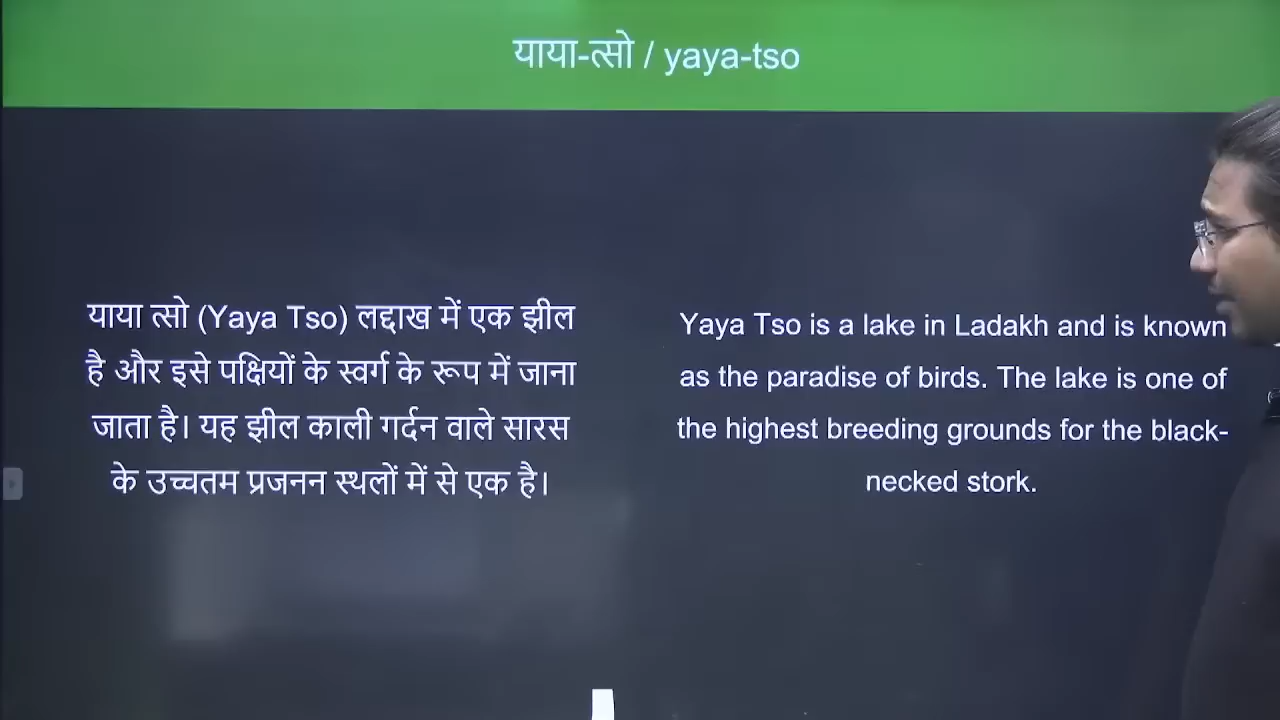 याया-त्सो / yaya-tso
याया त्सो (Yaya Tso) लद्दाख में एक झील
है और इसे पक्षियों के स्वर्ग के रूप में जाना
जाता है। यह झील काली गर्दन वाले सारस
के उच्चतम प्रजनन स्थलों में से एक है।
Yaya Tso is a lake in Ladakh and is known
as the paradise of birds. The lake is one of
the highest breeding grounds for the black-
necked stork.